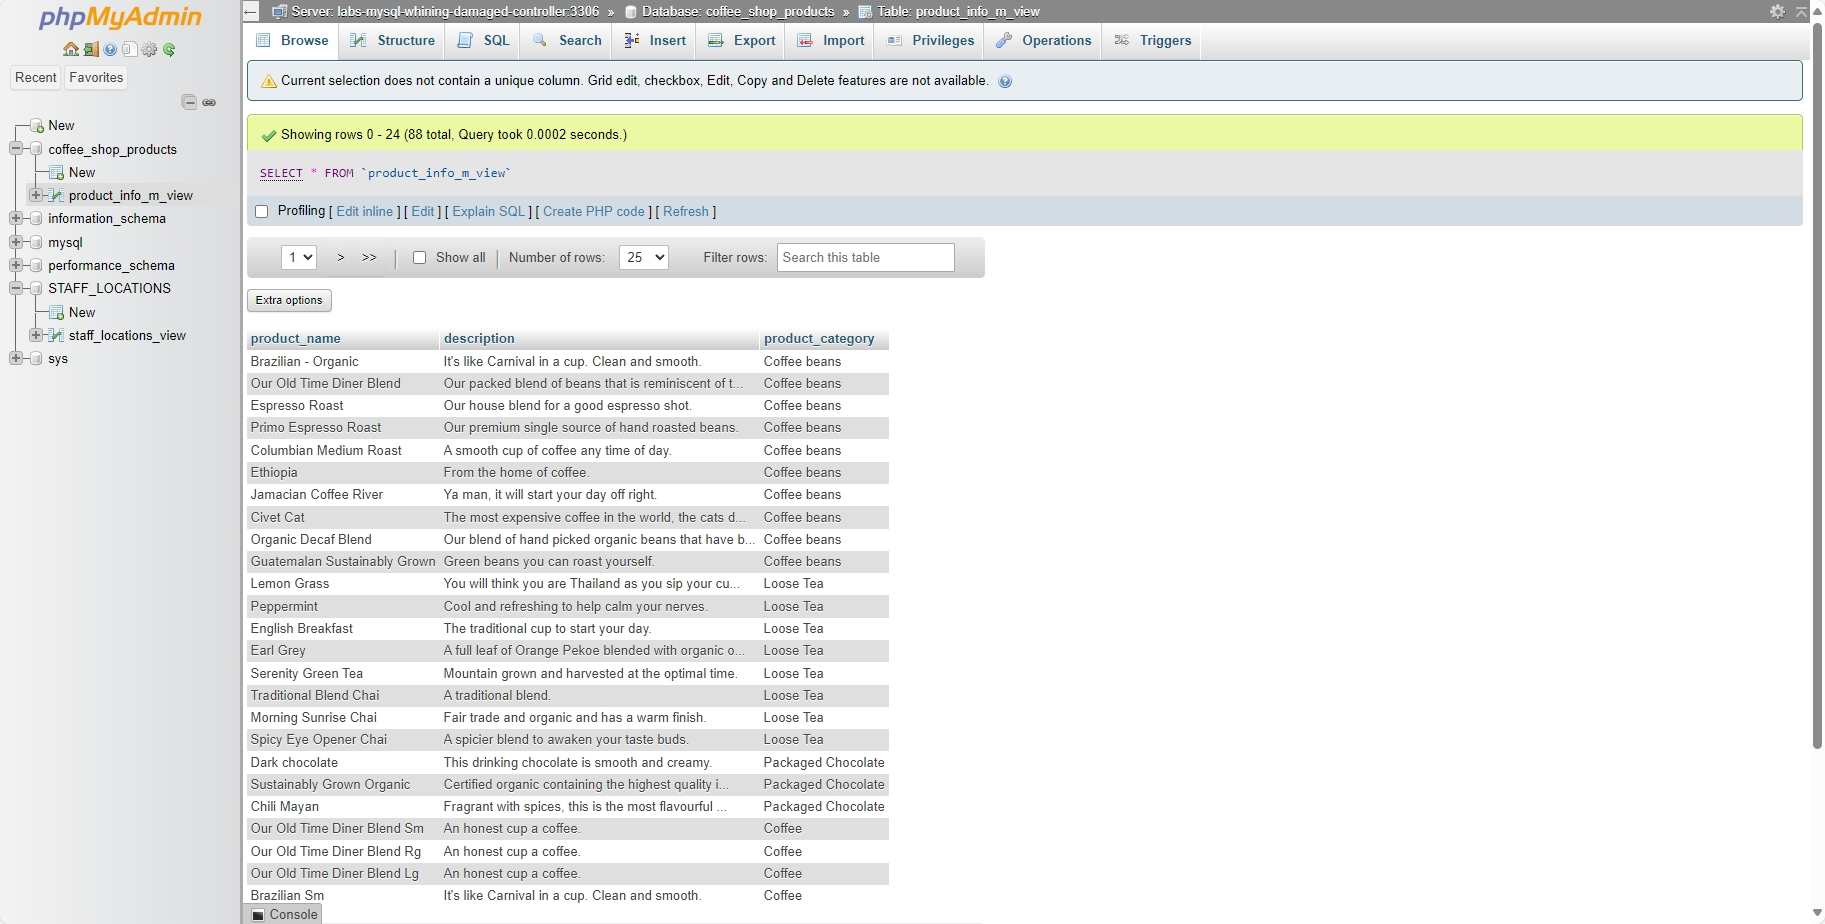 phpMyAdmin
Recent Favorites
New
coffee_shop_products
New
product_info_m_view
information_schema
mysql
performance_schema
STAFF_LOCATIONS
New
staff_locations_view
sys
Server: labs-mysql-whining-damaged-controller:3306 » Database: coffee_shop_products » Table: product_info_m_view
Browse Structure SQL Search Insert Export Import Privileges Operations Triggers
Current selection does not contain a unique column. Grid edit, checkbox, Edit, Copy and Delete features are not available.
Showing rows 0 - 24 (88 total, Query took 0.0002 seconds.)
SELECT * FROM `product_info_m_view`
Profiling [ Edit inline ] [ Edit ] [ Explain SQL ] [ Create PHP code ] [ Refresh ]
1 > >> | Show all | Number of rows: 25 Filter rows: Search this table
Extra options
product_name description product_category
Brazilian - Organic It's like Carnival in a cup. Clean and smooth. Coffee beans
Our Old Time Diner Blend Our packed blend of beans that is reminiscent of t... Coffee beans
Espresso Roast Our house blend for a good espresso shot. Coffee beans
Primo Espresso Roast Our premium single source of hand roasted beans. Coffee beans
Columbian Medium Roast A smooth cup of coffee any time of day. Coffee beans
Ethiopia From the home of coffee. Coffee beans
Jamacian Coffee River Ya man, it will start your day off right. Coffee beans
Civet Cat The most expensive coffee in the world, the cats d... Coffee beans
Organic Decaf Blend Our blend of hand picked organic beans that have b... Coffee beans
Guatemalan Sustainably Grown Green beans you can roast yourself. Coffee beans
Lemon Grass You will think you are Thailand as you sip your cu... Loose Tea
Peppermint Cool and refreshing to help calm your nerves. Loose Tea
English Breakfast The traditional cup to start your day. Loose Tea
Earl Grey A full leaf of Orange Pekoe blended with organic o... Loose Tea
Serenity Green Tea Mountain grown and harvested at the optimal time. Loose Tea
Traditional Blend Chai A traditional blend. Loose Tea
Morning Sunrise Chai Fair trade and organic and has a warm finish. Loose Tea
Spicy Eye Opener Chai A spicier blend to awaken your taste buds. Loose Tea
Dark chocolate This drinking chocolate is smooth and creamy. Packaged Chocolate
Sustainably Grown Organic Certified organic containing the highest quality i... Packaged Chocolate
Chili Mayan Fragrant with spices, this is the most flavourful ... Packaged Chocolate
Our Old Time Diner Blend Sm An honest cup a coffee. Coffee
Our Old Time Diner Blend Rg An honest cup a coffee. Coffee
Our Old Time Diner Blend Lg An honest cup a coffee. Coffee
Brazilian Sm It's like Carnival in a cup. Clean and smooth. Coffee
Console